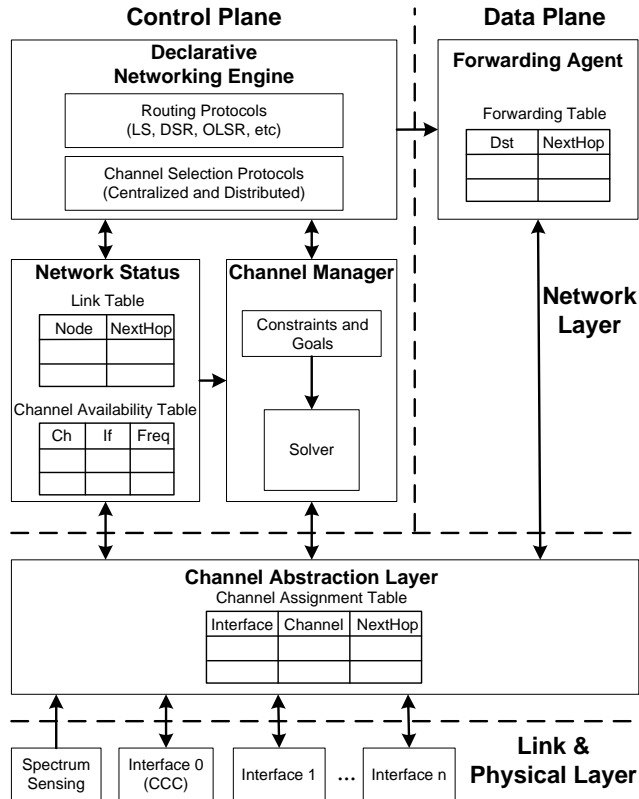 Control Plane
Data Plane
Declarative
Networking Engine
Routing Protocols
(LS, DSR, OLSR, etc)
Channel Selection Protocols
(Centralized and Distributed)
Forwarding Agent
Forwarding Table
Dst NextHop
Network Status
Link Table
Node NextHop
Channel Availability Table
Ch If Freq
Channel Manager
Constraints and
Goals
Solver
Network
Layer
Channel Abstraction Layer
Channel Assignment Table
Interface Channel NextHop
Spectrum
Sensing
Interface 0
(CCC)
Interface 1
...
Interface n
Link &
Physical Layer